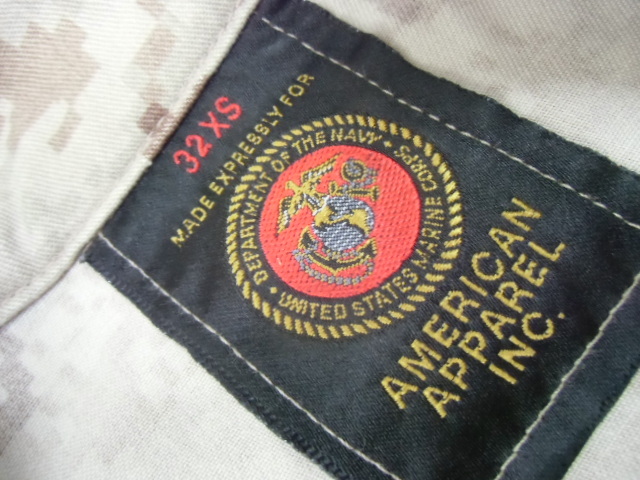 32 XS
MADE EXPRESSLY FOR
DEPARTMENT OF THE NAVY
UNITED STATES MARINE CORPS
AMERICAN
APPAREL
INC.